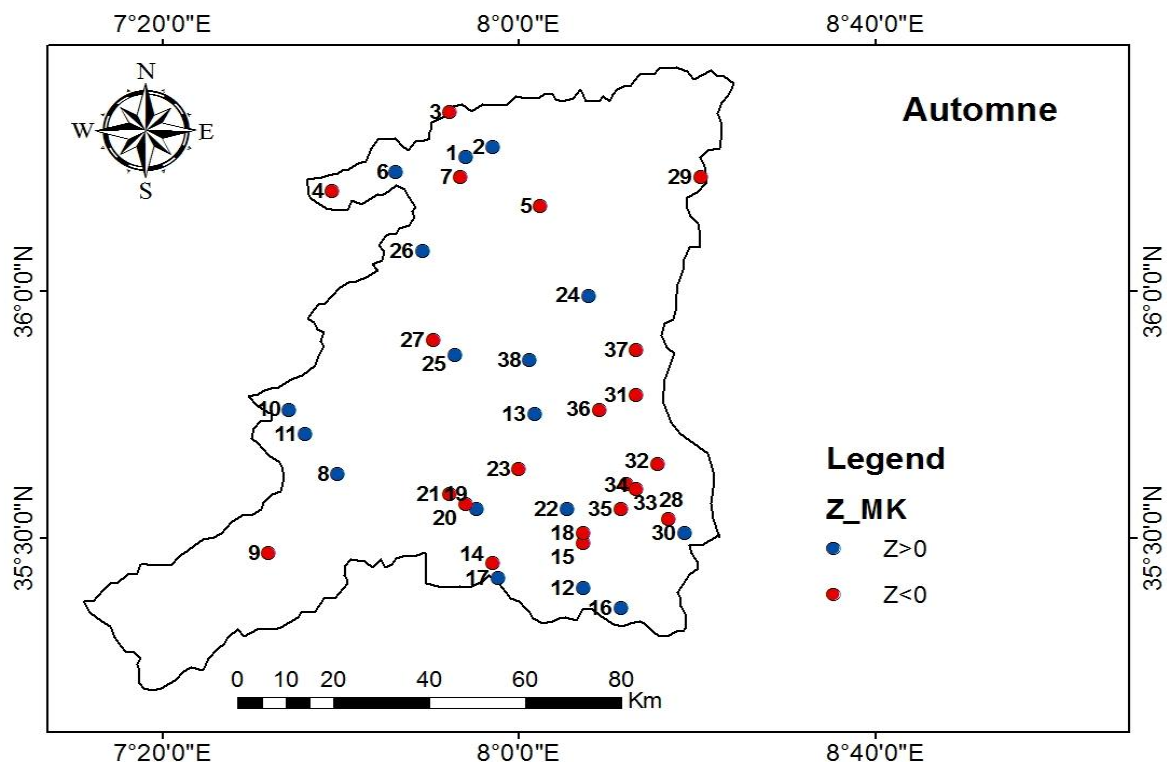 7°20'0"E 8°0'0"E 8°40'0"E
N
W E
S
Automne
3
1 2
6 7
4 29
5
26
36°0'0"N 36°0'0"N
24
27
25 38 37
31
10 13 36
11
23 32
8
21 19 34
20 22 35 33 28
35°30'0"N 35°30'0"N
18 30
9 14 15
17 12
16
Legend
Z_MK
Z>0
Z<0
0 10 20 40 60 80
Km
7°20'0"E 8°0'0"E 8°40'0"E